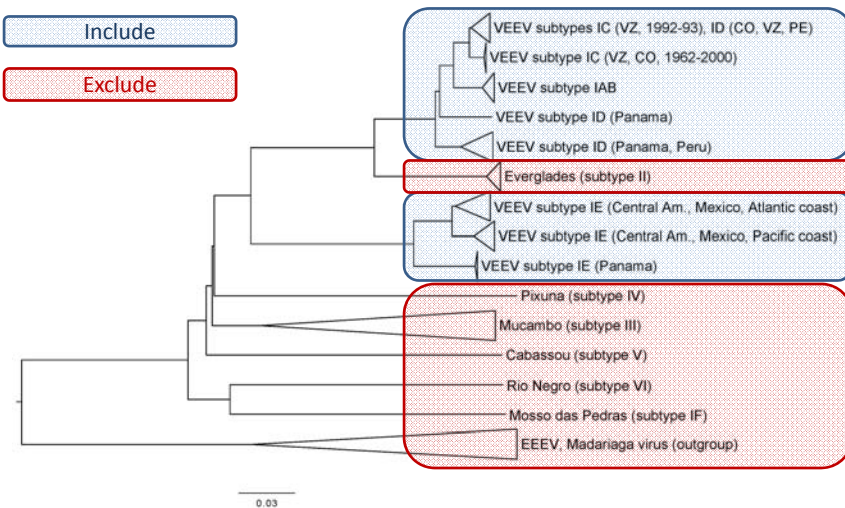 Include
Exclude
VEEV subtypes IC (VZ, 1992-93), ID (CO, VZ, PE)
VEEV subtype IC (VZ, CO, 1962-2000)
VEEV subtype IAB
VEEV subtype ID (Panama)
VEEV subtype ID (Panama, Peru)
Everglades (subtype II)
VEEV subtype IE (Central Am., Mexico, Atlantic coast)
VEEV subtype IE (Central Am., Mexico, Pacific coast)
VEEV subtype IE (Panama)
Pixuna (subtype IV)
Mucambo (subtype III)
Cabassou (subtype V)
Rio Negro (subtype VI)
Mosso das Pedras (subtype IF)
EEEV, Madariaga virus (outgroup)
0.03